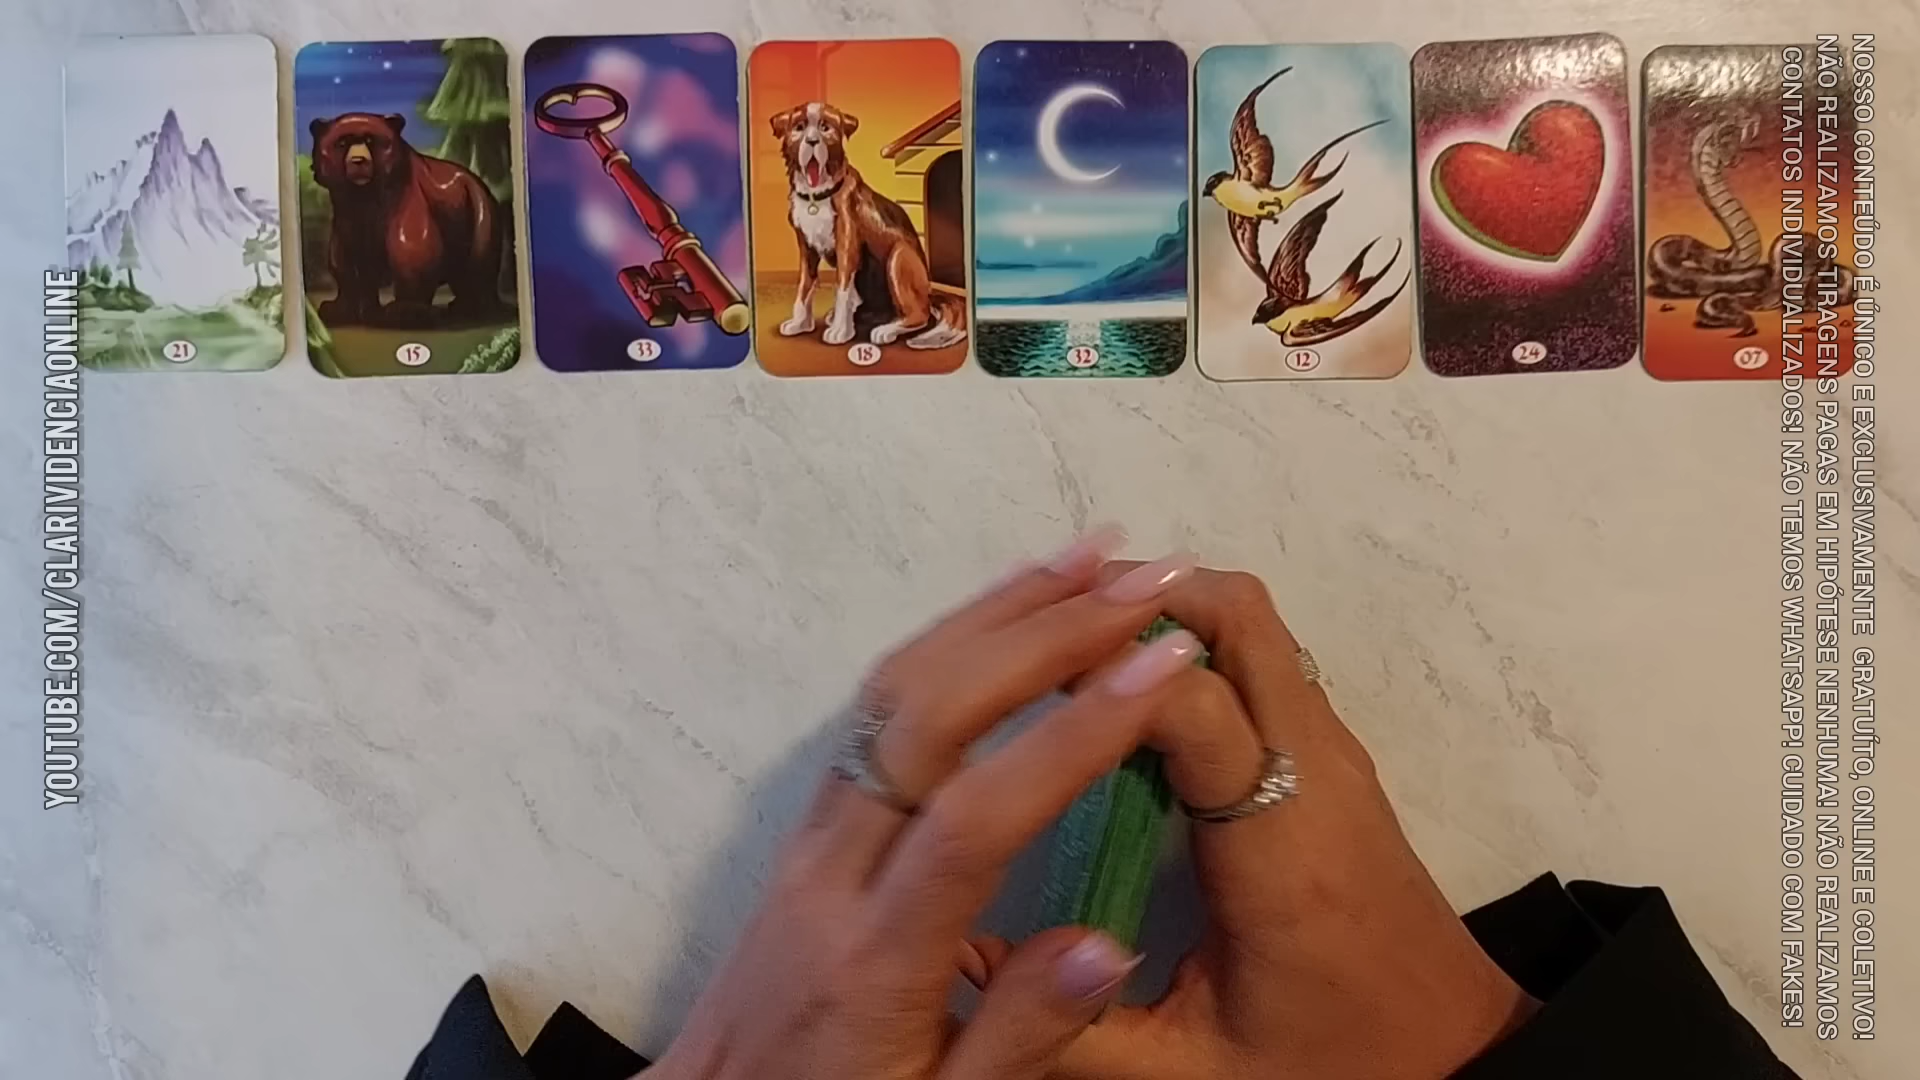 YOUTUBE.COM/CLARIVIDENCIAONLINE
21
15
33
18
32
12
24
07
NOSSO CONTEÚDO É ÚNICO E EXCLUSIVAMENTE GRATUÍTO, ONLINE E COLETIVO!
NÃO REALIZAMOS TIRAGENS PAGAS EM HIPÓTESE NENHUMA! NÃO REALIZAMOS
CONTATOS INDIVIDUALIZADOS! NÃO TEMOS WHATSAPP! CUIDADO COM FAKES!